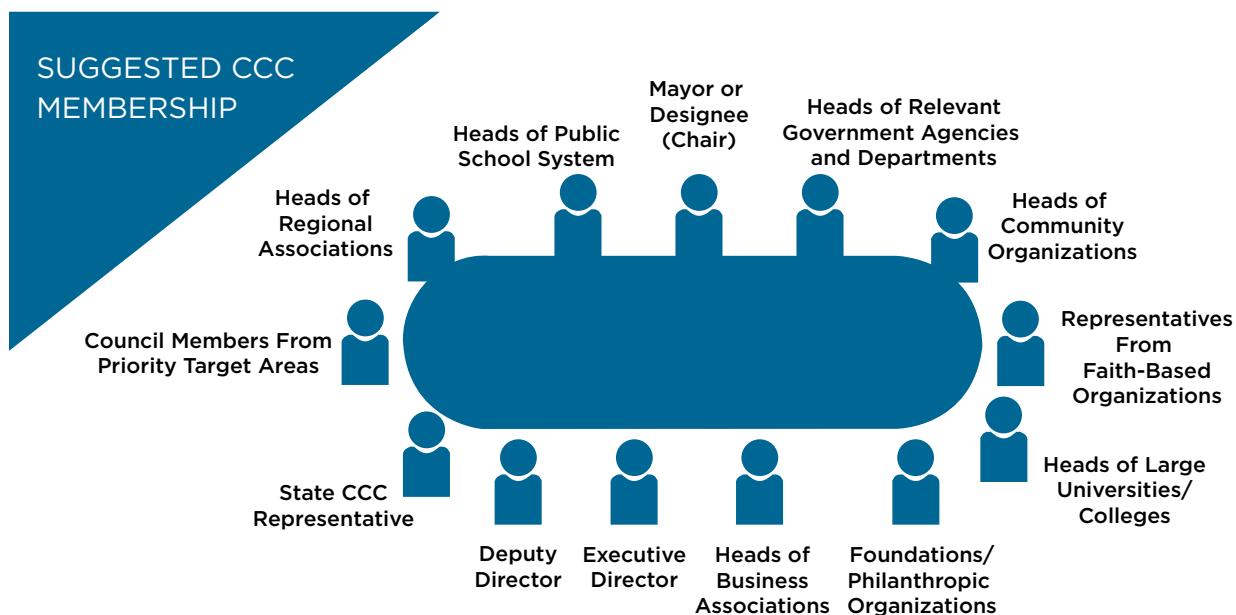 SUGGESTED CCC
MEMBERSHIP
Mayor or
Designee
(Chair)
Heads of Public
School System
Heads of Relevant
Government Agencies
and Departments
Heads of
Regional
Associations
Heads of
Community
Organizations
Council Members From
Priority Target Areas
Representatives
From
Faith-Based
Organizations
State CCC
Representative
Heads of Large
Universities/
Colleges
Deputy
Director
Executive
Director
Heads of
Business
Associations
Foundations/
Philanthropic
Organizations